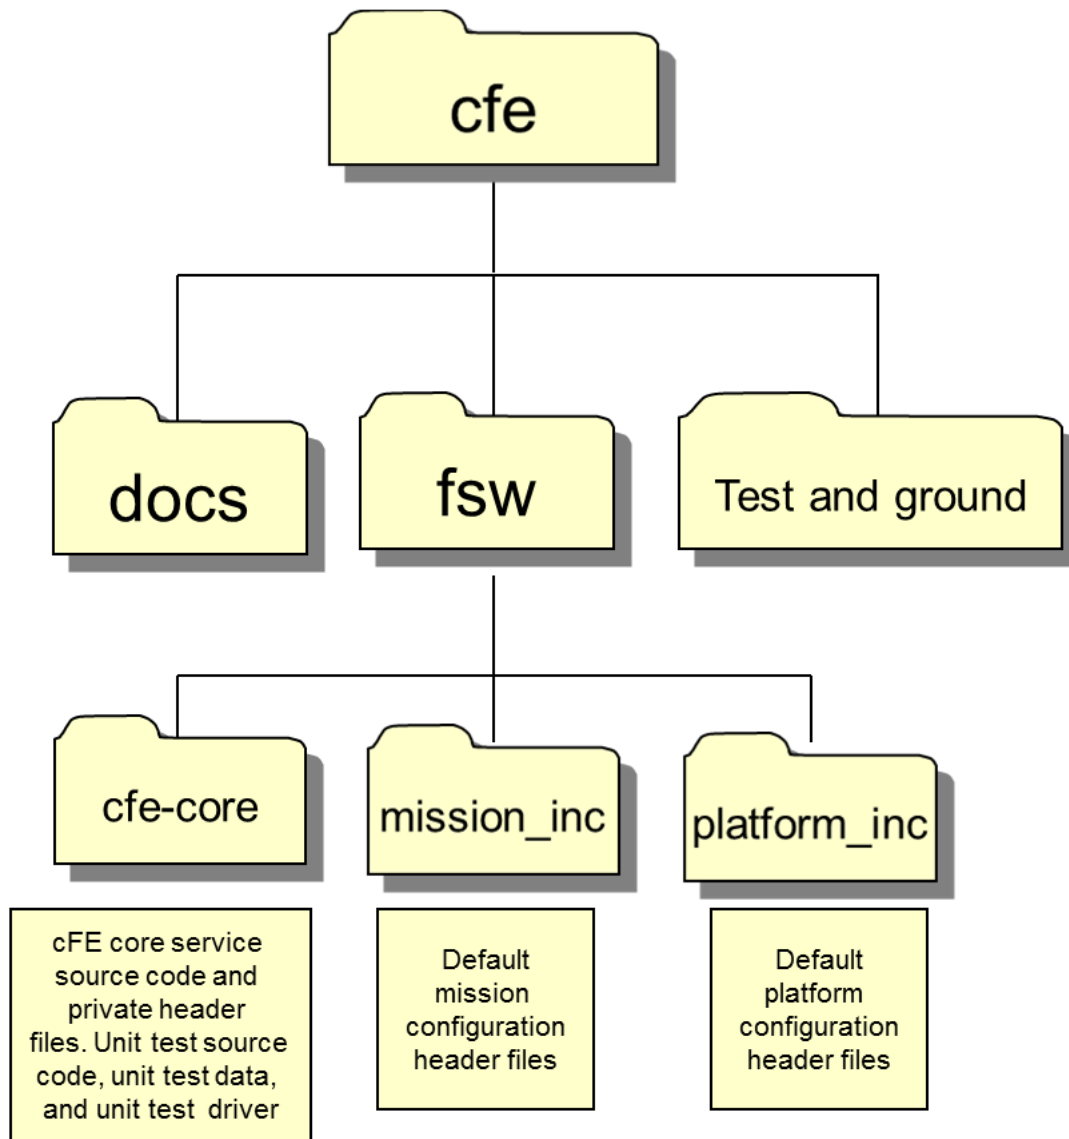 cfe
docs
fsw
Test and ground
cfe-core
mission_inc
platform_inc
cFE core service
source code and
private header
files. Unit test source
code, unit test data,
and unit test driver
Default
mission
configuration
header files
Default
platform
configuration
header files